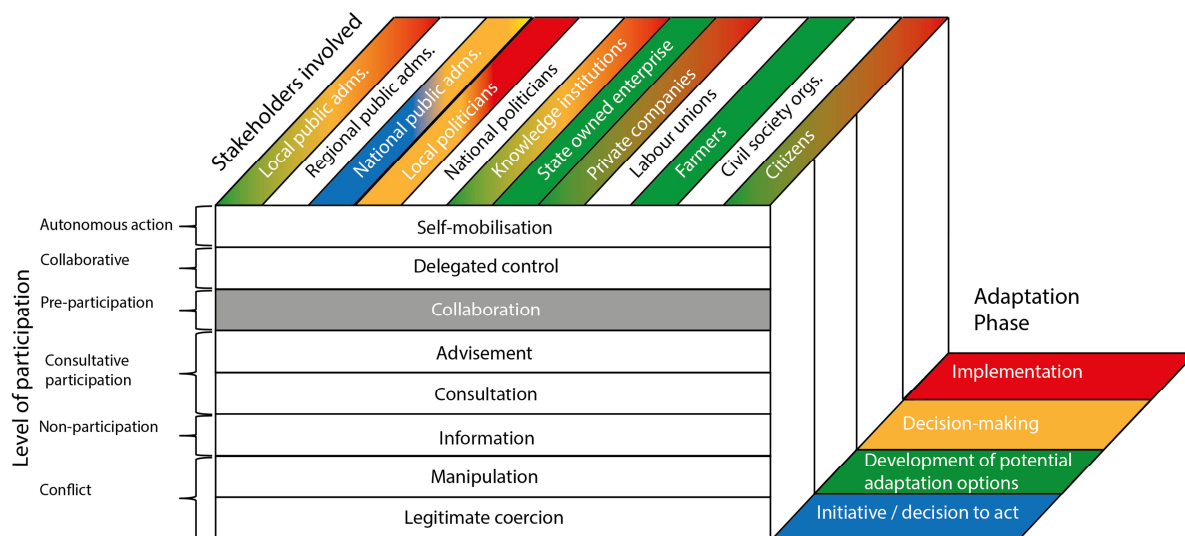 Stakeholders involved
Local public adms.
Regional public adms.
National public adms.
Local politicians
National politicians
Knowledge institutions
State owned enterprise
Private companies
Labour unions
Farmers
Civil society orgs.
Citizens
Level of participation
Autonomous action
Self-mobilisation
Collaborative
Delegated control
Pre-participation
Collaboration
Consultative
participation
Advisement
Consultation
Non-participation
Information
Conflict
Manipulation
Legitimate coercion
Adaptation
Phase
Implementation
Decision-making
Development of potential
adaptation options
Initiative / decision to act